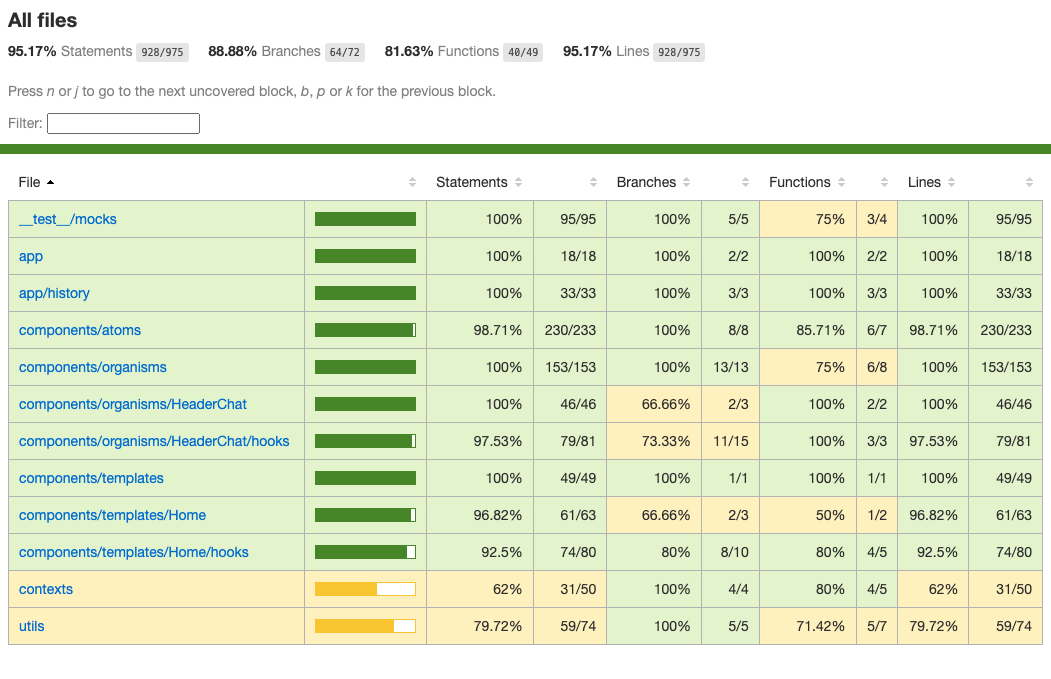 All files
95.17% Statements 928/975 88.88% Branches 64/72 81.63% Functions 40/49 95.17% Lines 928/975
Press n or j to go to the next uncovered block, b, p or k for the previous block.
Filter:
File Statements Branches Functions Lines
__test__/mocks 100% 95/95 100% 5/5 75% 3/4 100% 95/95
app 100% 18/18 100% 2/2 100% 2/2 100% 18/18
app/history 100% 33/33 100% 3/3 100% 3/3 100% 33/33
components/atoms 98.71% 230/233 100% 8/8 85.71% 6/7 98.71% 230/233
components/organisms 100% 153/153 100% 13/13 75% 6/8 100% 153/153
components/organisms/HeaderChat 100% 46/46 66.66% 2/3 100% 2/2 100% 46/46
components/organisms/HeaderChat/hooks 97.53% 79/81 73.33% 11/15 100% 3/3 97.53% 79/81
components/templates 100% 49/49 100% 1/1 100% 1/1 100% 49/49
components/templates/Home 96.82% 61/63 66.66% 2/3 50% 1/2 96.82% 61/63
components/templates/Home/hooks 92.5% 74/80 80% 8/10 80% 4/5 92.5% 74/80
contexts 62% 31/50 100% 4/4 80% 4/5 62% 31/50
utils 79.72% 59/74 100% 5/5 71.42% 5/7 79.72% 59/74